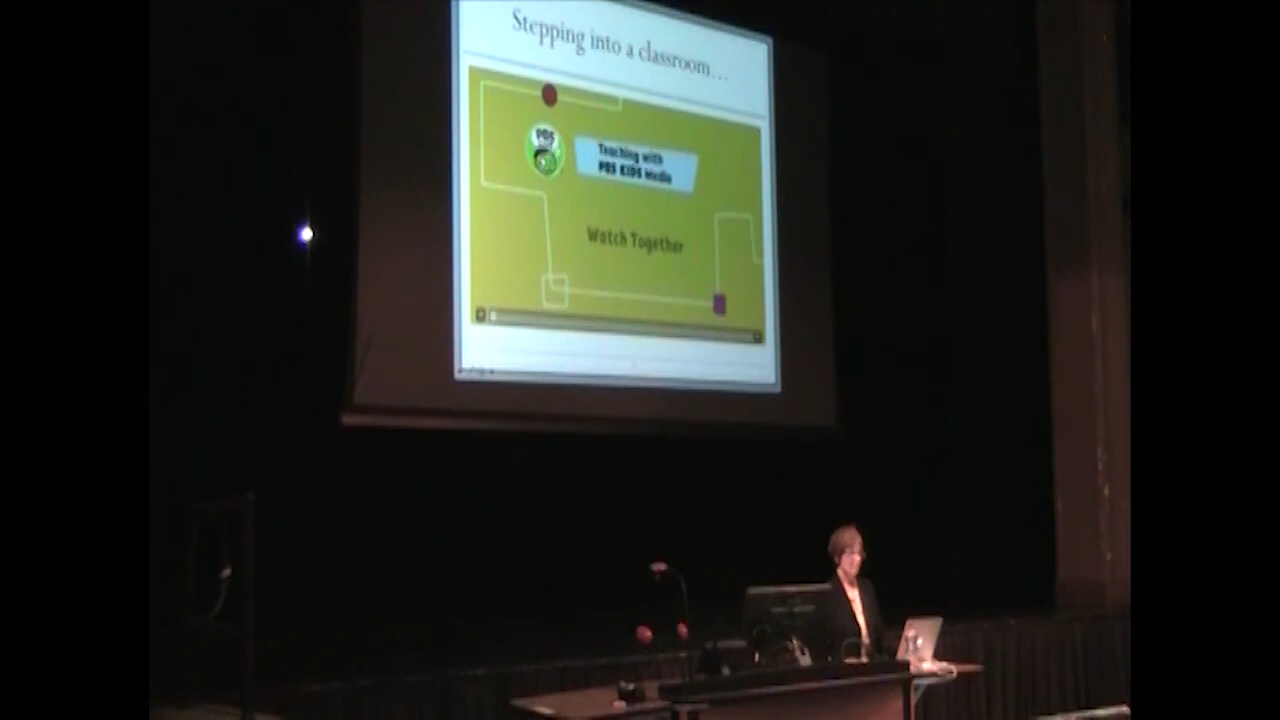 Stepping into a classroom...
PBS
Teaching with
PBS KIDS Media
Watch Together